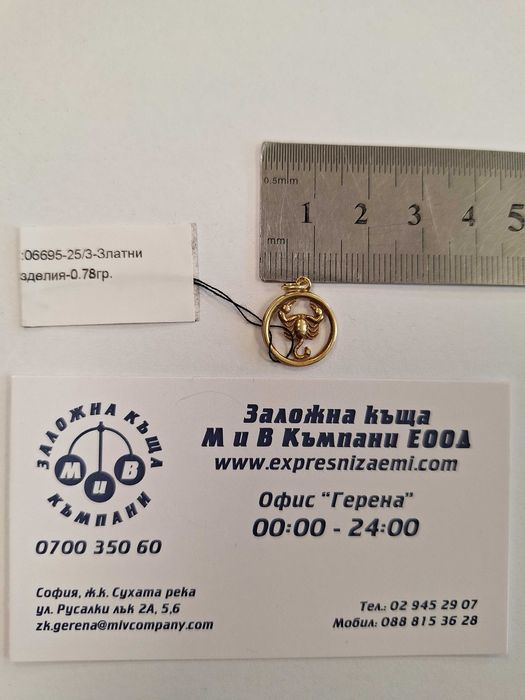 0.5mm
1 2 3 4 5
mm
:06695-25/3-Златни
зделия-0.78гр.
ЗАЛОЖНА КЪЩА
М и В
КЪМПАНИ
0700 350 60
Заложна къща
М и В Къмпани ЕООД
www.expresnizaemi.com
Офис "Герена"
00:00 - 24:00
София, ж.к. Сухата река
ул. Русалки лък 2А, 5,6
zk.gerena@mivcompany.com
Тел.: 02 945 29 07
Мобил: 088 815 36 28